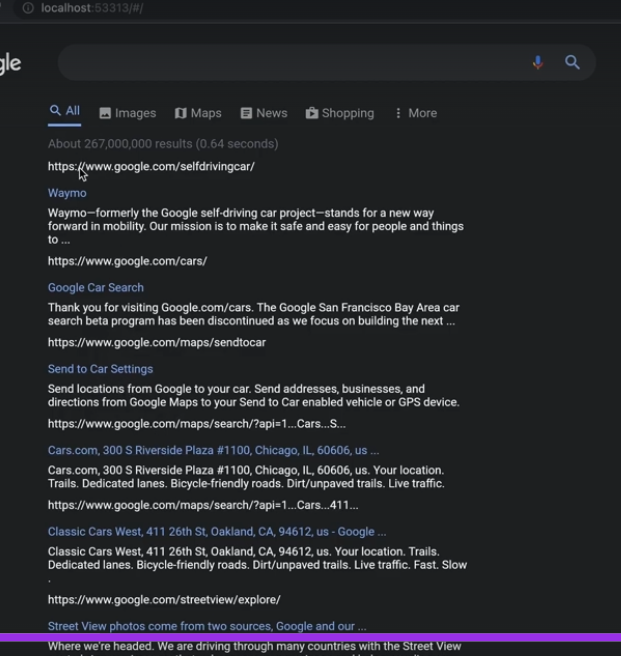 localhost:53313/#/
gle
All Images Maps News Shopping More
About 267,000,000 results (0.64 seconds)
https://www.google.com/selfdrivingcar/
Waymo
Waymo—formerly the Google self-driving car project—stands for a new way
forward in mobility. Our mission is to make it safe and easy for people and things
to ...
https://www.google.com/cars/
Google Car Search
Thank you for visiting Google.com/cars. The Google San Francisco Bay Area car
search beta program has been discontinued as we focus on building the next ...
https://www.google.com/maps/sendtocar
Send to Car Settings
Send locations from Google to your car. Send addresses, businesses, and
directions from Google Maps to your Send to Car enabled vehicle or GPS device.
https://www.google.com/maps/search/?api=1...Cars...S...
Cars.com, 300 S Riverside Plaza #1100, Chicago, IL, 60606, us ...
Cars.com, 300 S Riverside Plaza #1100, Chicago, IL, 60606, us. Your location.
Trails. Dedicated lanes. Bicycle-friendly roads. Dirt/unpaved trails. Live traffic.
https://www.google.com/maps/search/?api=1...Cars...411...
Classic Cars West, 411 26th St, Oakland, CA, 94612, us - Google ...
Classic Cars West, 411 26th St, Oakland, CA, 94612, us. Your location. Trails.
Dedicated lanes. Bicycle-friendly roads. Dirt/unpaved trails. Live traffic. Fast. Slow
.
https://www.google.com/streetview/explore/
Street View photos come from two sources, Google and our ...
Where we're headed. We are driving through many countries with the Street View